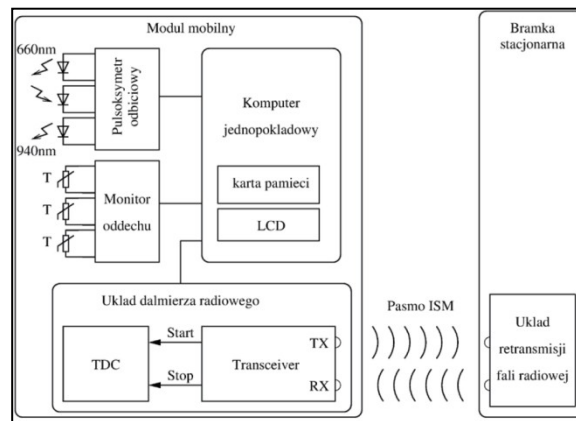 Modul mobilny
660nm
940nm
Pulsoksymetr
odbiciowy
Komputer
jednopokladowy
karta pamieci
LCD
T
T
T
Monitor
oddechu
Uklad dalmierza radiowego
TDC
Start
Stop
Transceiver
TX
RX
Pasmo ISM
Bramka
stacjonarna
Uklad
retransmisji
fali radiowej